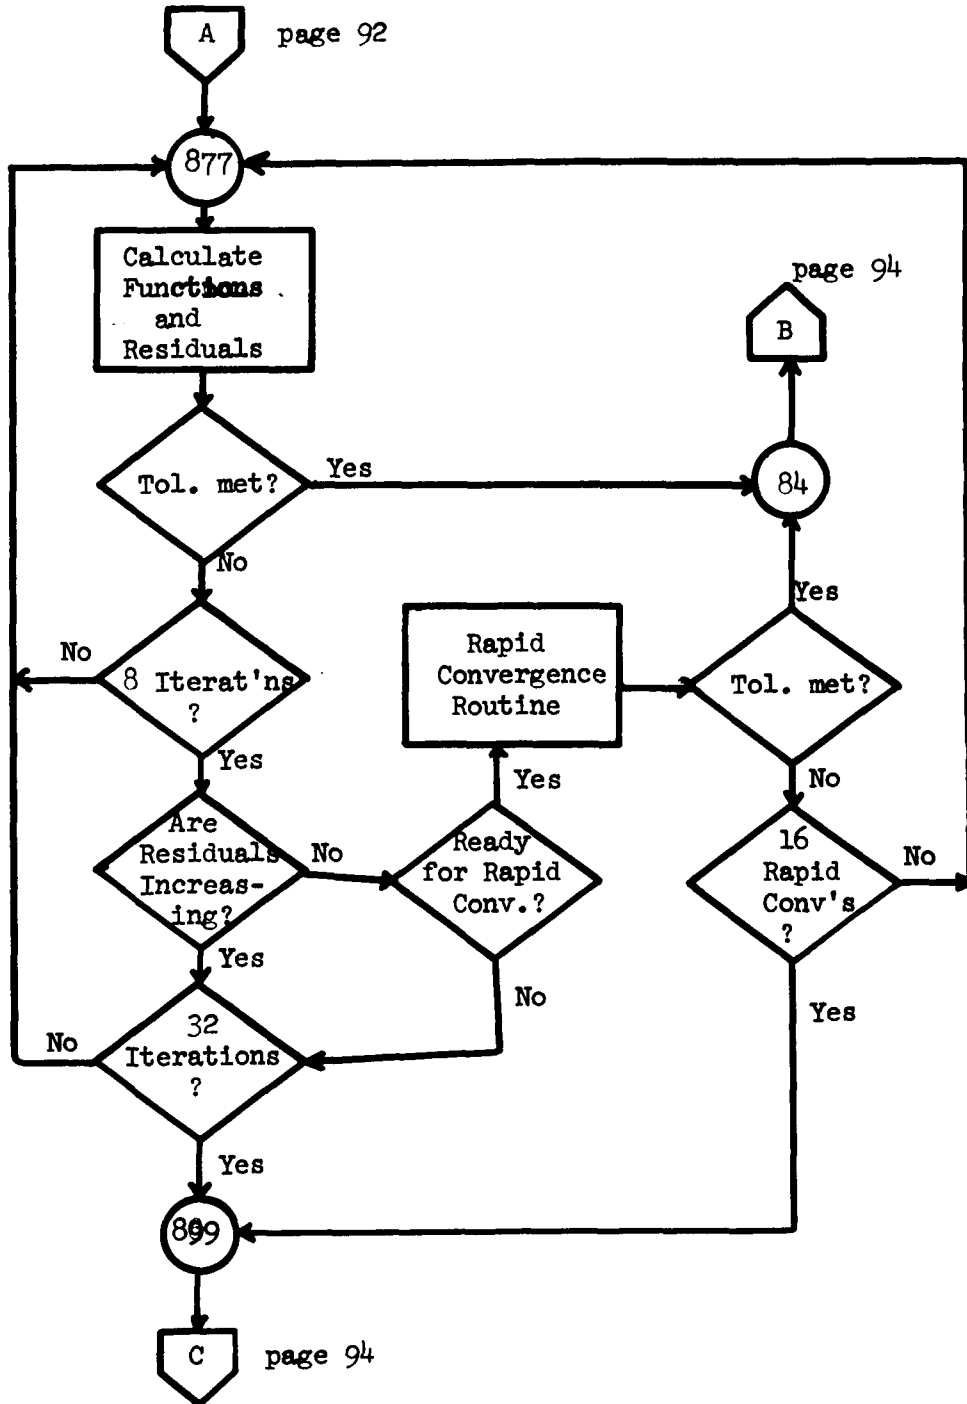 A page 92
877
Calculate
Functions
and
Residuals
page 94
B
Tol. met?
Yes
84
No
Yes
No
8 Iterat'ns
?
Rapid
Convergence
Routine
Tol. met?
Yes
Yes
No
Are
Residuals
Increas-
ing?
No
Ready
for Rapid
Conv.?
16
Rapid
Conv's
?
No
Yes
No
Yes
No
32
Iterations
?
Yes
C page 94